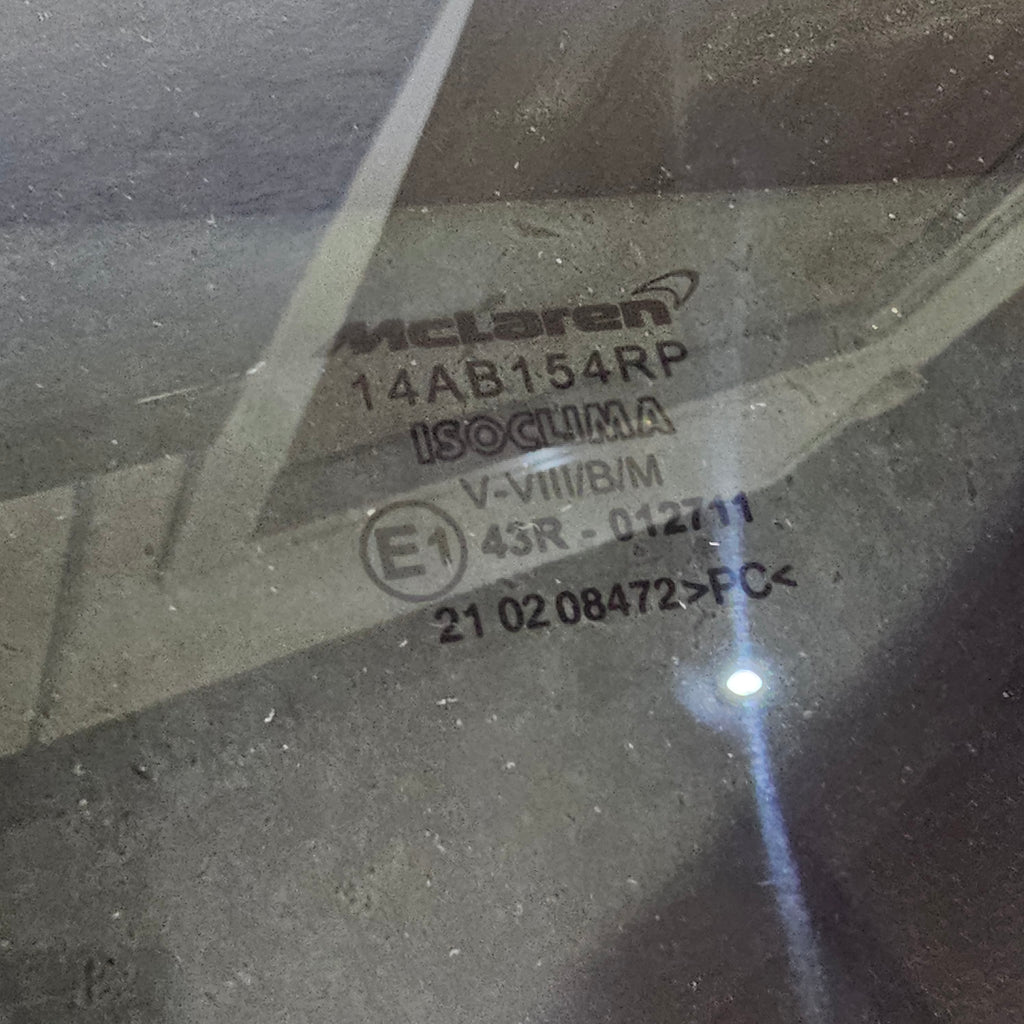 McLaren
14AB154RP
ISOCLIMA
V-VIII/B/M
E1 43R - 012711
21 02 08472>PC<